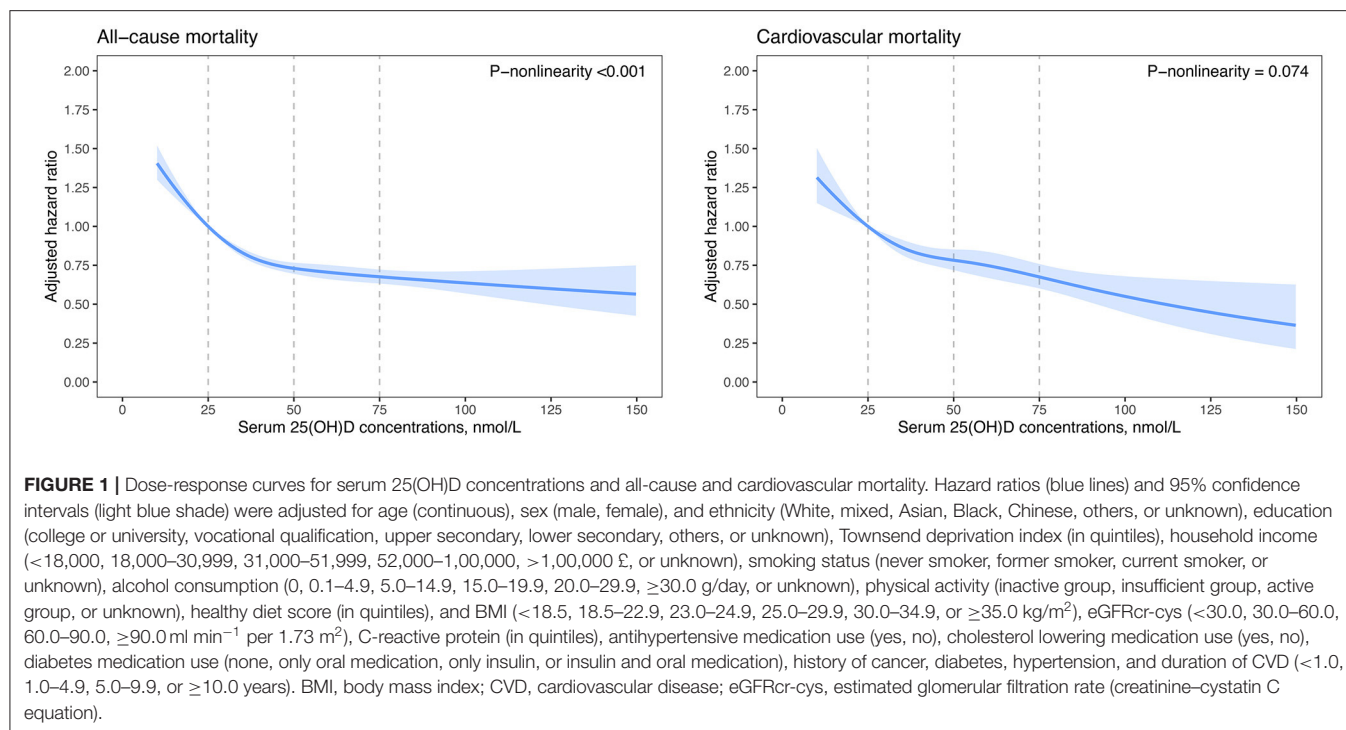 All-cause mortality
P-nonlinearity <0.001
2.00
1.75
1.50
1.25
1.00
0.75
0.50
0.25
0.00
Adjusted hazard ratio
0 25 50 75 100 125 150
Serum 25(OH)D concentrations, nmol/L
Cardiovascular mortality
P-nonlinearity = 0.074
2.00
1.75
1.50
1.25
1.00
0.75
0.50
0.25
0.00
Adjusted hazard ratio
0 25 50 75 100 125 150
Serum 25(OH)D concentrations, nmol/L
FIGURE 1 | Dose-response curves for serum 25(OH)D concentrations and all-cause and cardiovascular mortality. Hazard ratios (blue lines) and 95% confidence
intervals (light blue shade) were adjusted for age (continuous), sex (male, female), and ethnicity (White, mixed, Asian, Black, Chinese, others, or unknown), education
(college or university, vocational qualification, upper secondary, lower secondary, others, or unknown), Townsend deprivation index (in quintiles), household income
(<18,000, 18,000–30,999, 31,000–51,999, 52,000–1,00,000, >1,00,000 £, or unknown), smoking status (never smoker, former smoker, current smoker, or
unknown), alcohol consumption (0, 0.1–4.9, 5.0–14.9, 15.0–19.9, 20.0–29.9, ≥30.0 g/day, or unknown), physical activity (inactive group, insufficient group, active
group, or unknown), healthy diet score (in quintiles), and BMI (<18.5, 18.5–22.9, 23.0–24.9, 25.0–29.9, 30.0–34.9, or ≥35.0 kg/m²), eGFRcr-cys (<30.0, 30.0–60.0,
60.0–90.0, ≥90.0 ml min⁻¹ per 1.73 m²), C-reactive protein (in quintiles), antihypertensive medication use (yes, no), cholesterol lowering medication use (yes, no),
diabetes medication use (none, only oral medication, only insulin, or insulin and oral medication), history of cancer, diabetes, hypertension, and duration of CVD (<1.0,
1.0–4.9, 5.0–9.9, or ≥10.0 years). BMI, body mass index; CVD, cardiovascular disease; eGFRcr-cys, estimated glomerular filtration rate (creatinine–cystatin C
equation).